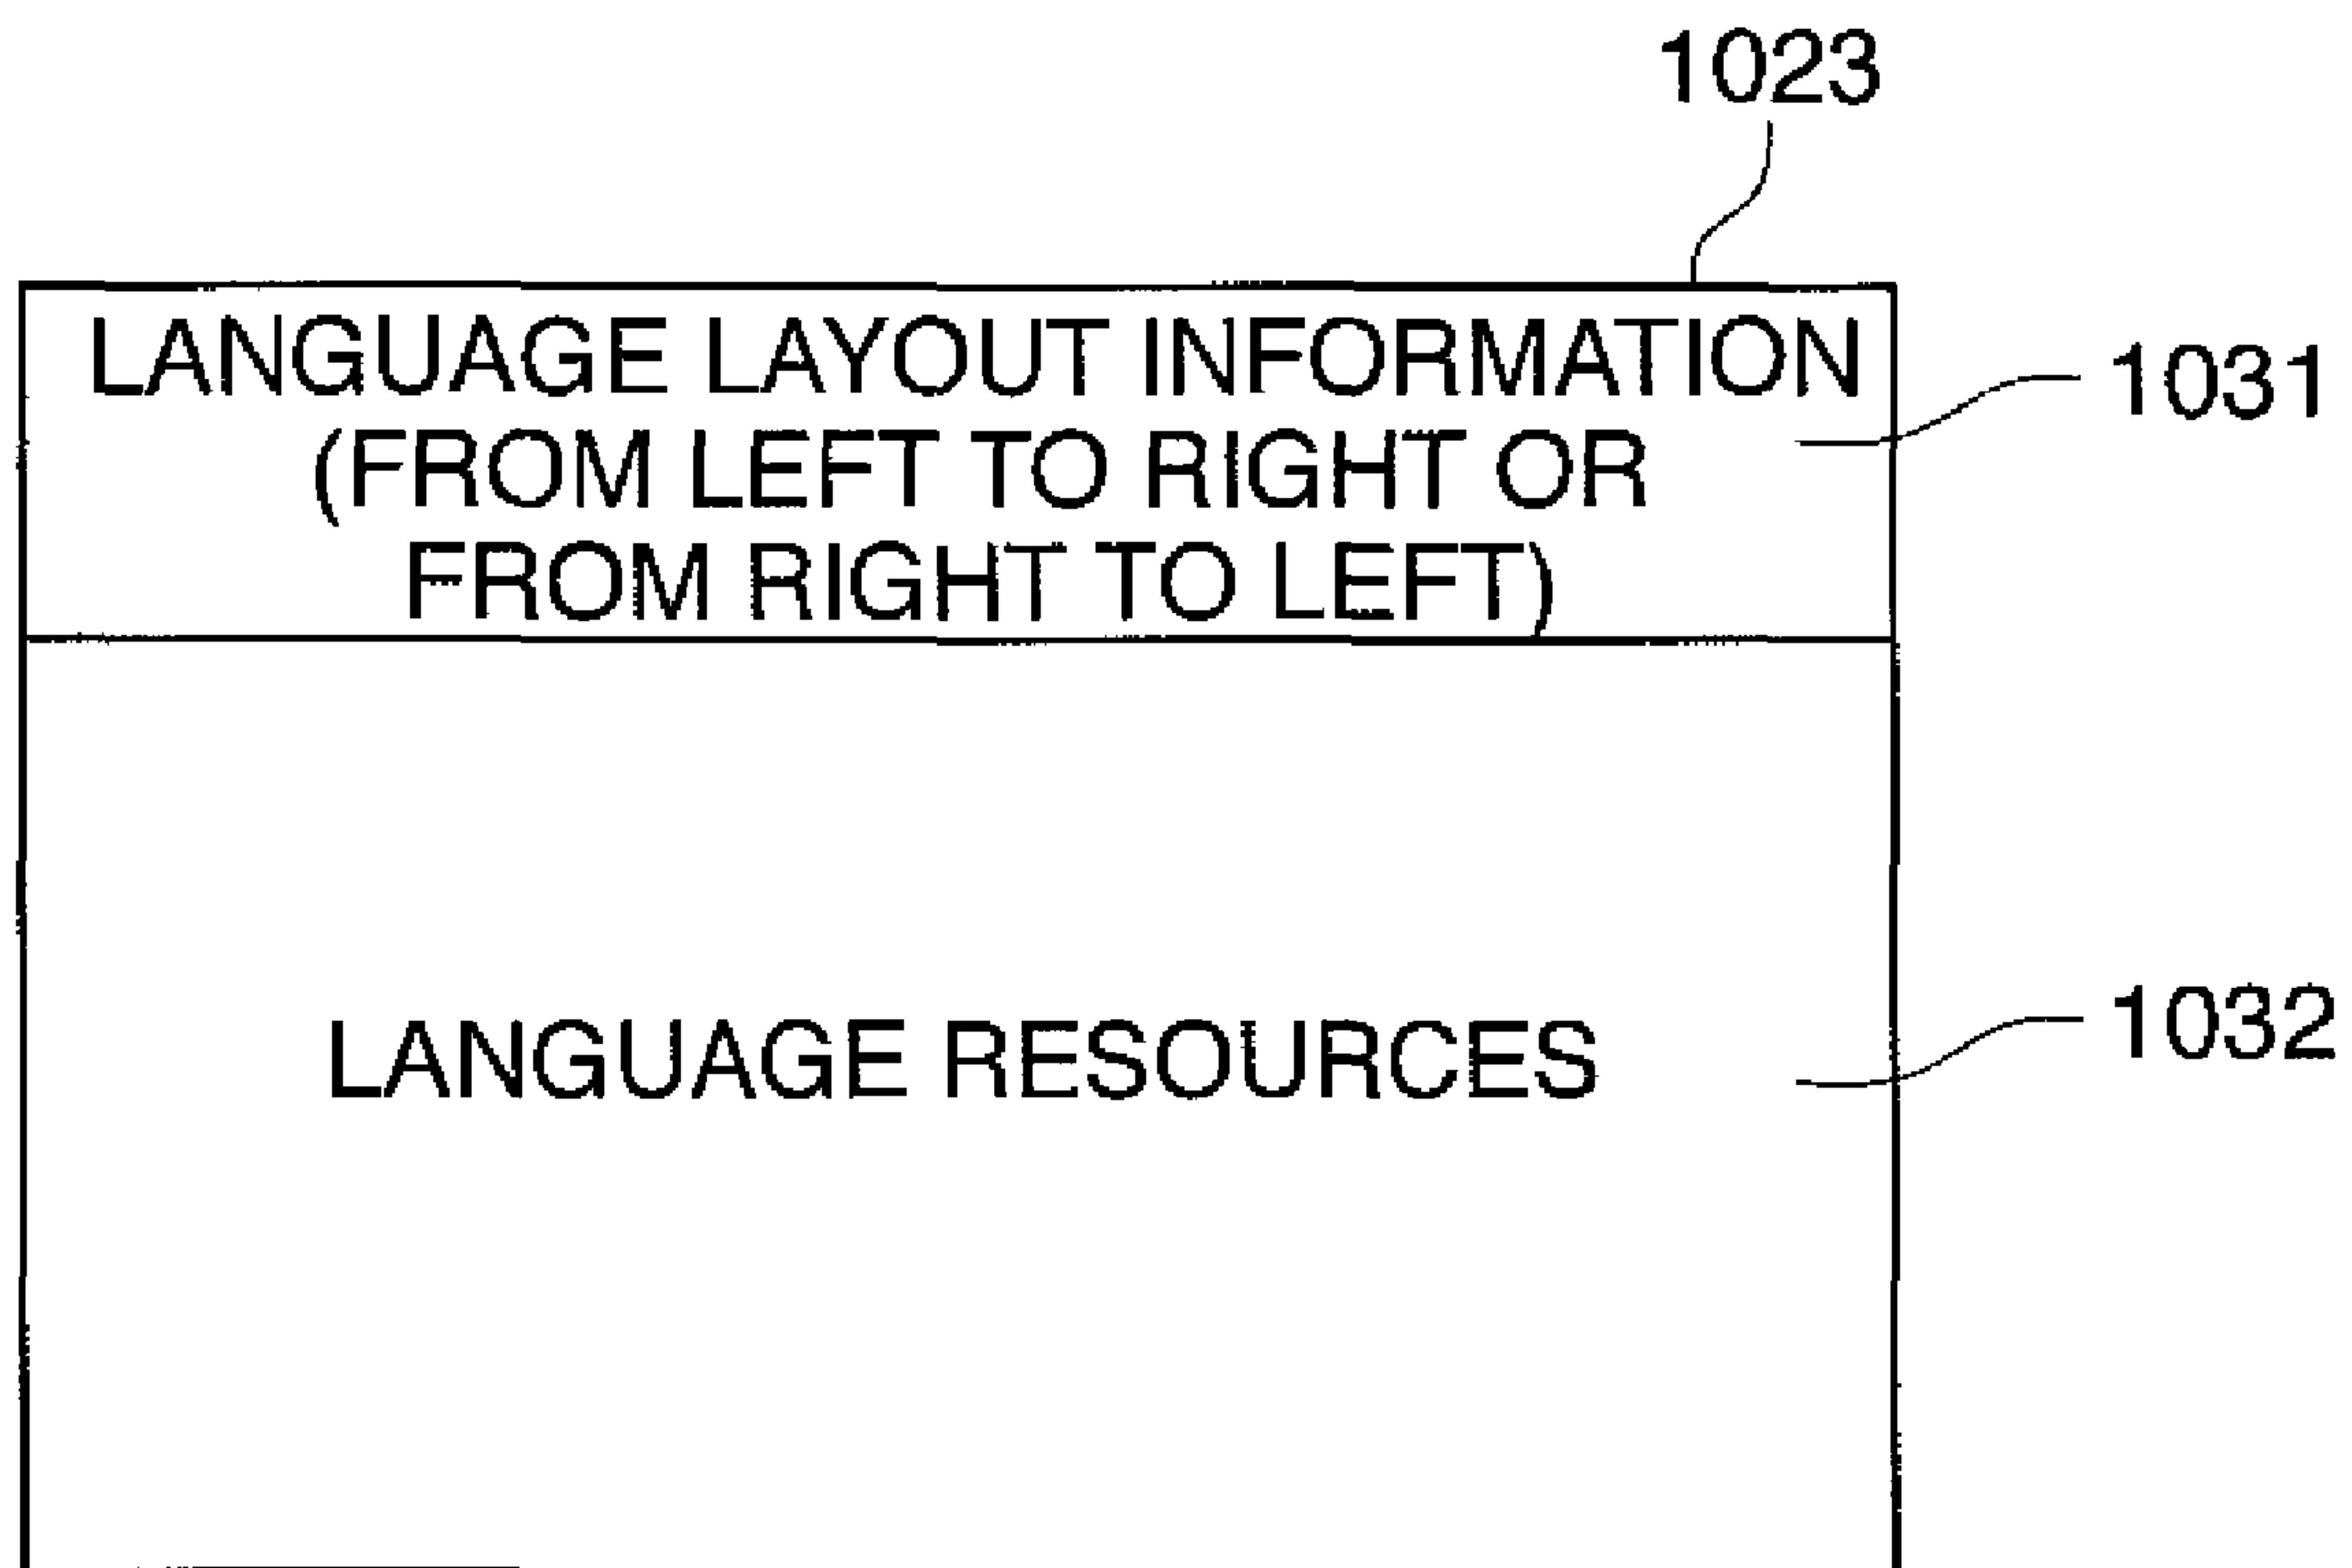 1023
LANGUAGE LAYOUT INFORMATION
(FROM LEFT TO RIGHT OR
FROM RIGHT TO LEFT)
1031
LANGUAGE RESOURCES
1032